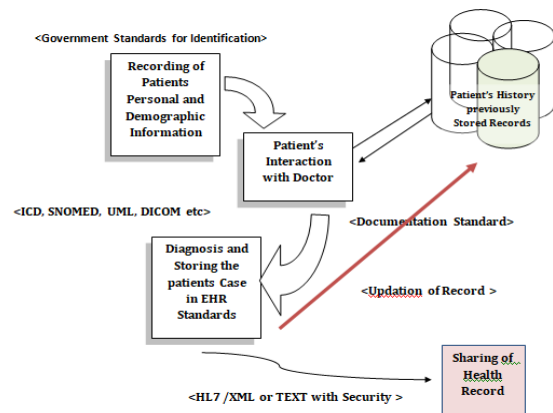 <Government Standards for Identification>
Recording of
Patients
Personal and
Demographic
Information
Patient's History
previously
Stored Records
Patient's
Interaction
with Doctor
<ICD, SNOMED, UML, DICOM etc>
<Documentation Standard>
Diagnosis and
Storing the
patients Case
in EHR
Standards
<Updation of Record >
Sharing of
Health
Record
<HL7 /XML or TEXT with Security >